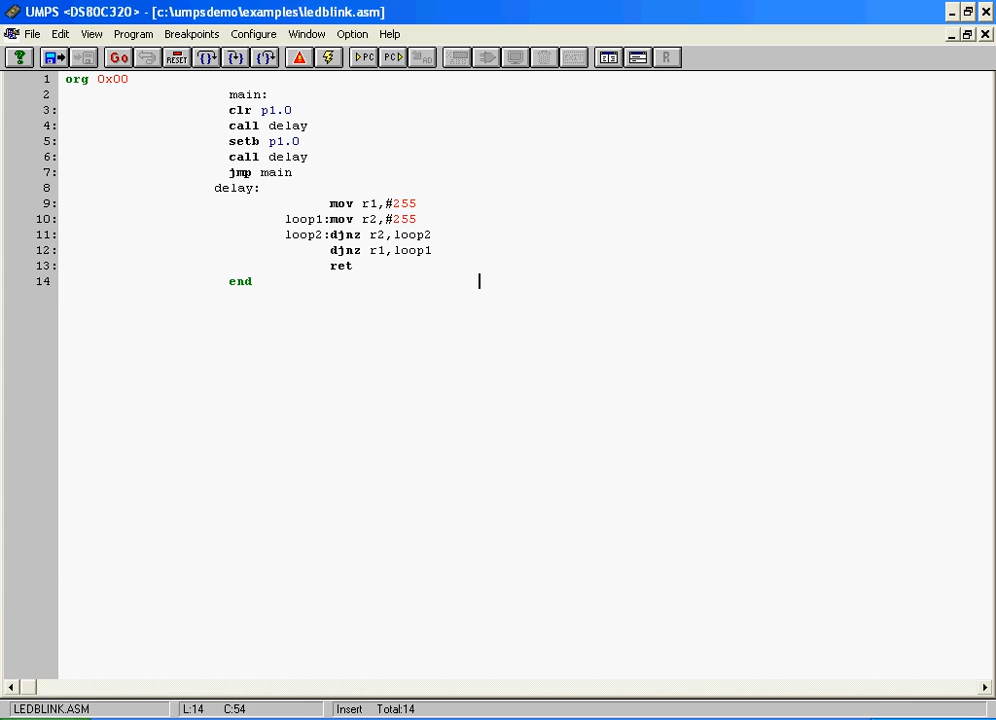 UMPS <DS80C320> - [c:\umpsdemo\examples\ledblink.asm]
File Edit View Program Breakpoints Configure Window Option Help
? Go RESET {} {} {} PC PC AD R
1 org 0x00
2 main:
3: clr p1.0
4: call delay
5: setb p1.0
6: call delay
7: jmp main
8 delay:
9: mov r1,#255
10: loop1:mov r2,#255
11: loop2:djnz r2,loop2
12: djnz r1,loop1
13: ret
14 end
LEDBLINK.ASM L:14 C:54 Insert Total:14